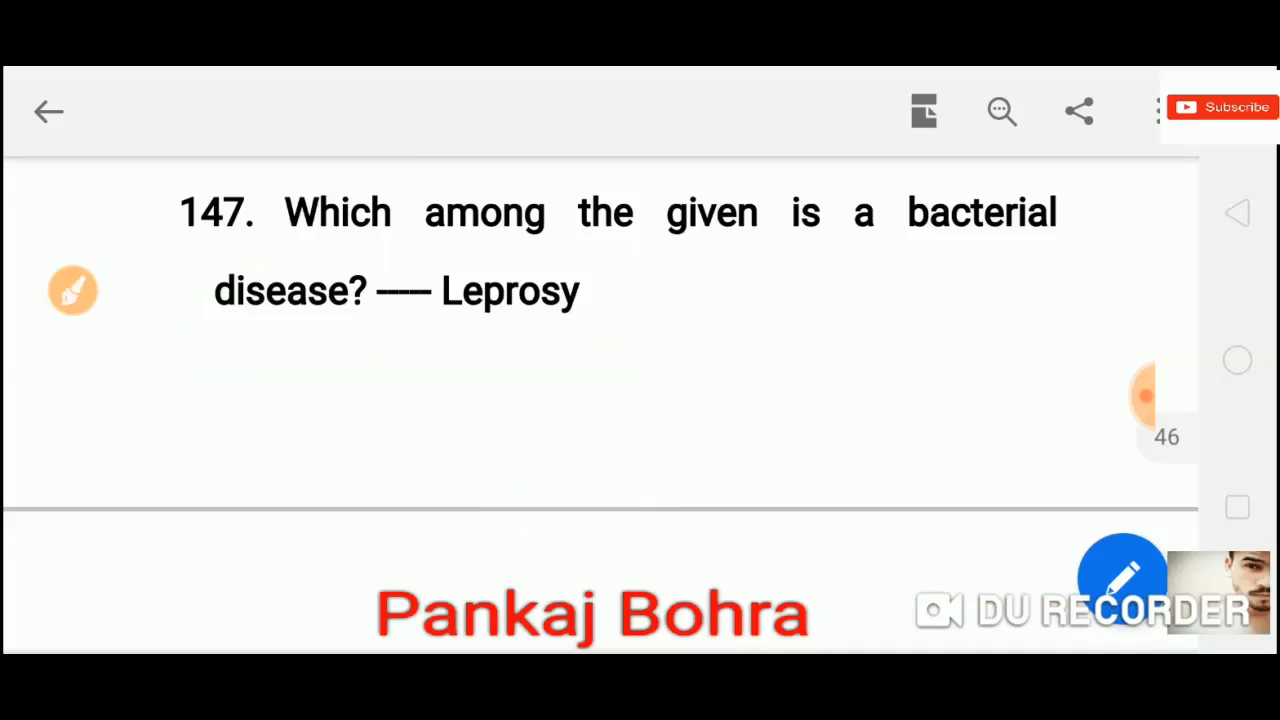 Subscribe
147. Which among the given is a bacterial
disease? ----- Leprosy
46
Pankaj Bohra
DU RECORDER